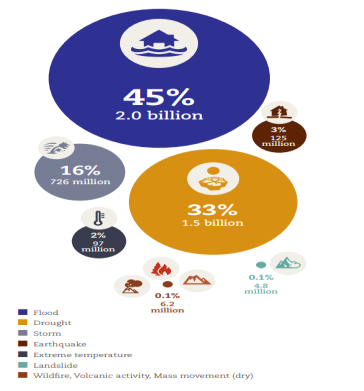 45%
2.0 billion
3%
125
million
16%
726 million
33%
1.5 billion
2%
97
million
0.1%
4.8
million
0.1%
6.2
million
Flood
Drought
Storm
Earthquake
Extreme temperature
Landslide
Wildfire, Volcanic activity, Mass movement (dry)